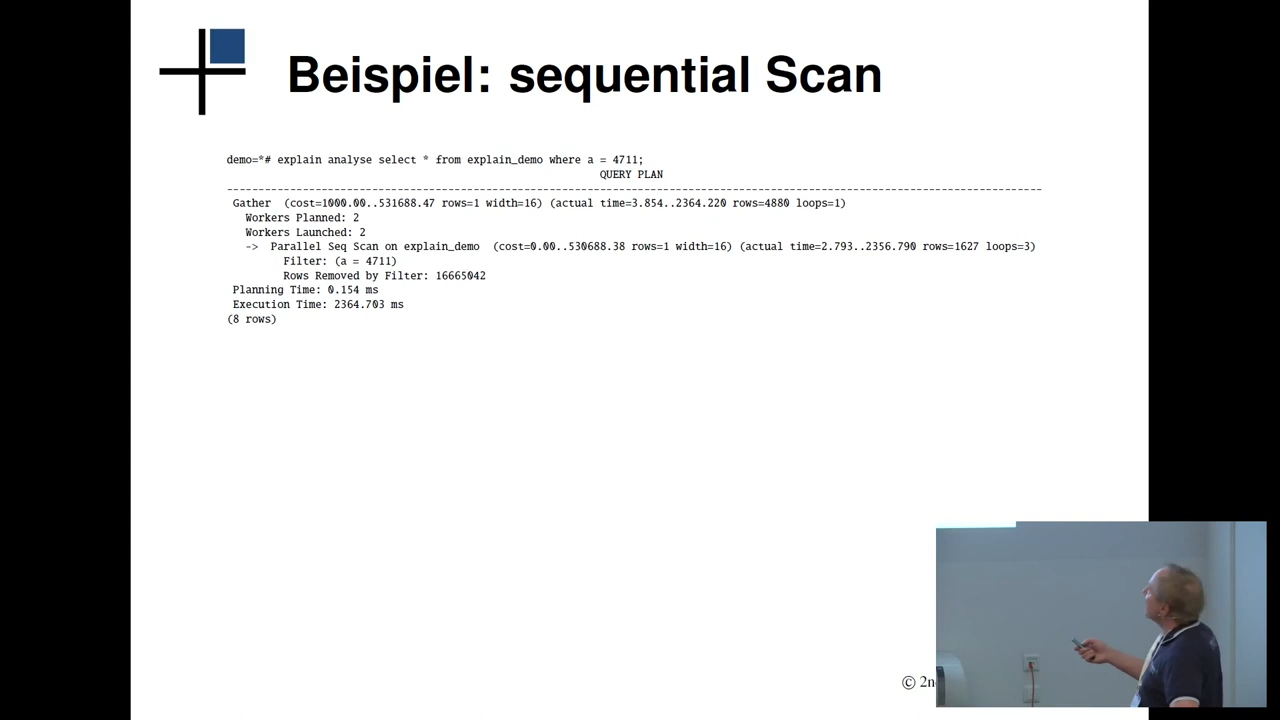 Beispiel: sequential Scan
demo=*# explain analyse select * from explain_demo where a = 4711;
QUERY PLAN
--------------------------------------------------------------------------------------------------------------------------------
Gather (cost=1000.00..531688.47 rows=1 width=16) (actual time=3.854..2364.220 rows=4880 loops=1)
Workers Planned: 2
Workers Launched: 2
-> Parallel Seq Scan on explain_demo (cost=0.00..530688.38 rows=1 width=16) (actual time=2.793..2356.790 rows=1627 loops=3)
Filter: (a = 4711)
Rows Removed by Filter: 16665042
Planning Time: 0.154 ms
Execution Time: 2364.703 ms
(8 rows)
©